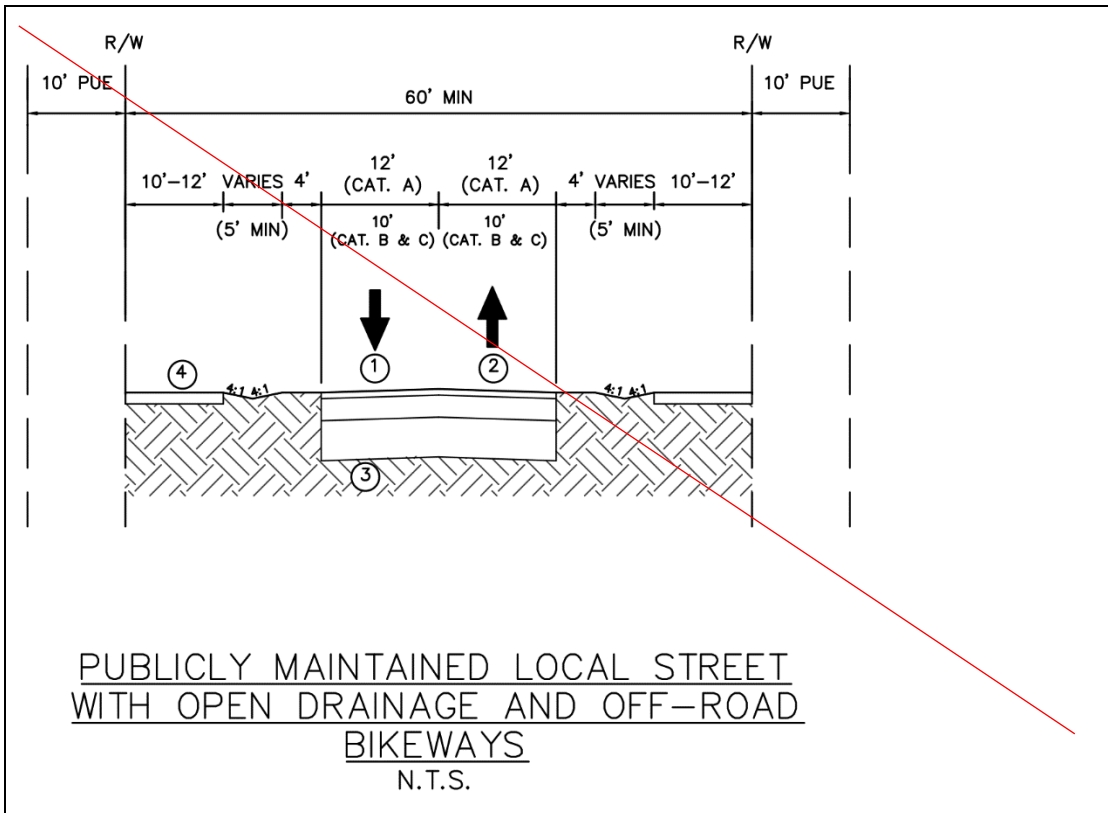 R/W R/W
10' PUE 60' MIN 10' PUE
10'-12' VARIES 4' 12' 12' 4' VARIES 10'-12'
(CAT. A) (CAT. A)
(5' MIN) 10' 10' (5' MIN)
(CAT. B & C) (CAT. B & C)
4 1 2
4:1 4:1 4:1 4:1
3
PUBLICLY MAINTAINED LOCAL STREET
WITH OPEN DRAINAGE AND OFF-ROAD
BIKEWAYS
N.T.S.